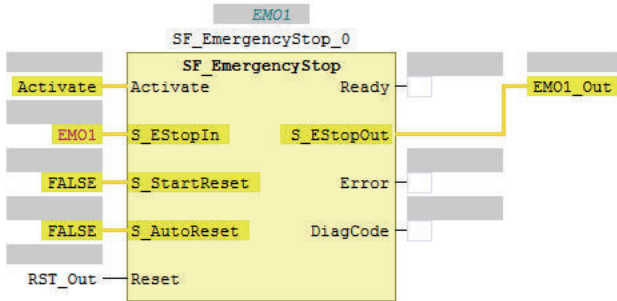 EMO1
SF_EmergencyStop_0
SF_EmergencyStop
Activate Activate Ready EMO1_Out
EMO1 S_EStopIn S_EStopOut
FALSE S_StartReset Error
FALSE S_AutoReset DiagCode
RST_Out Reset